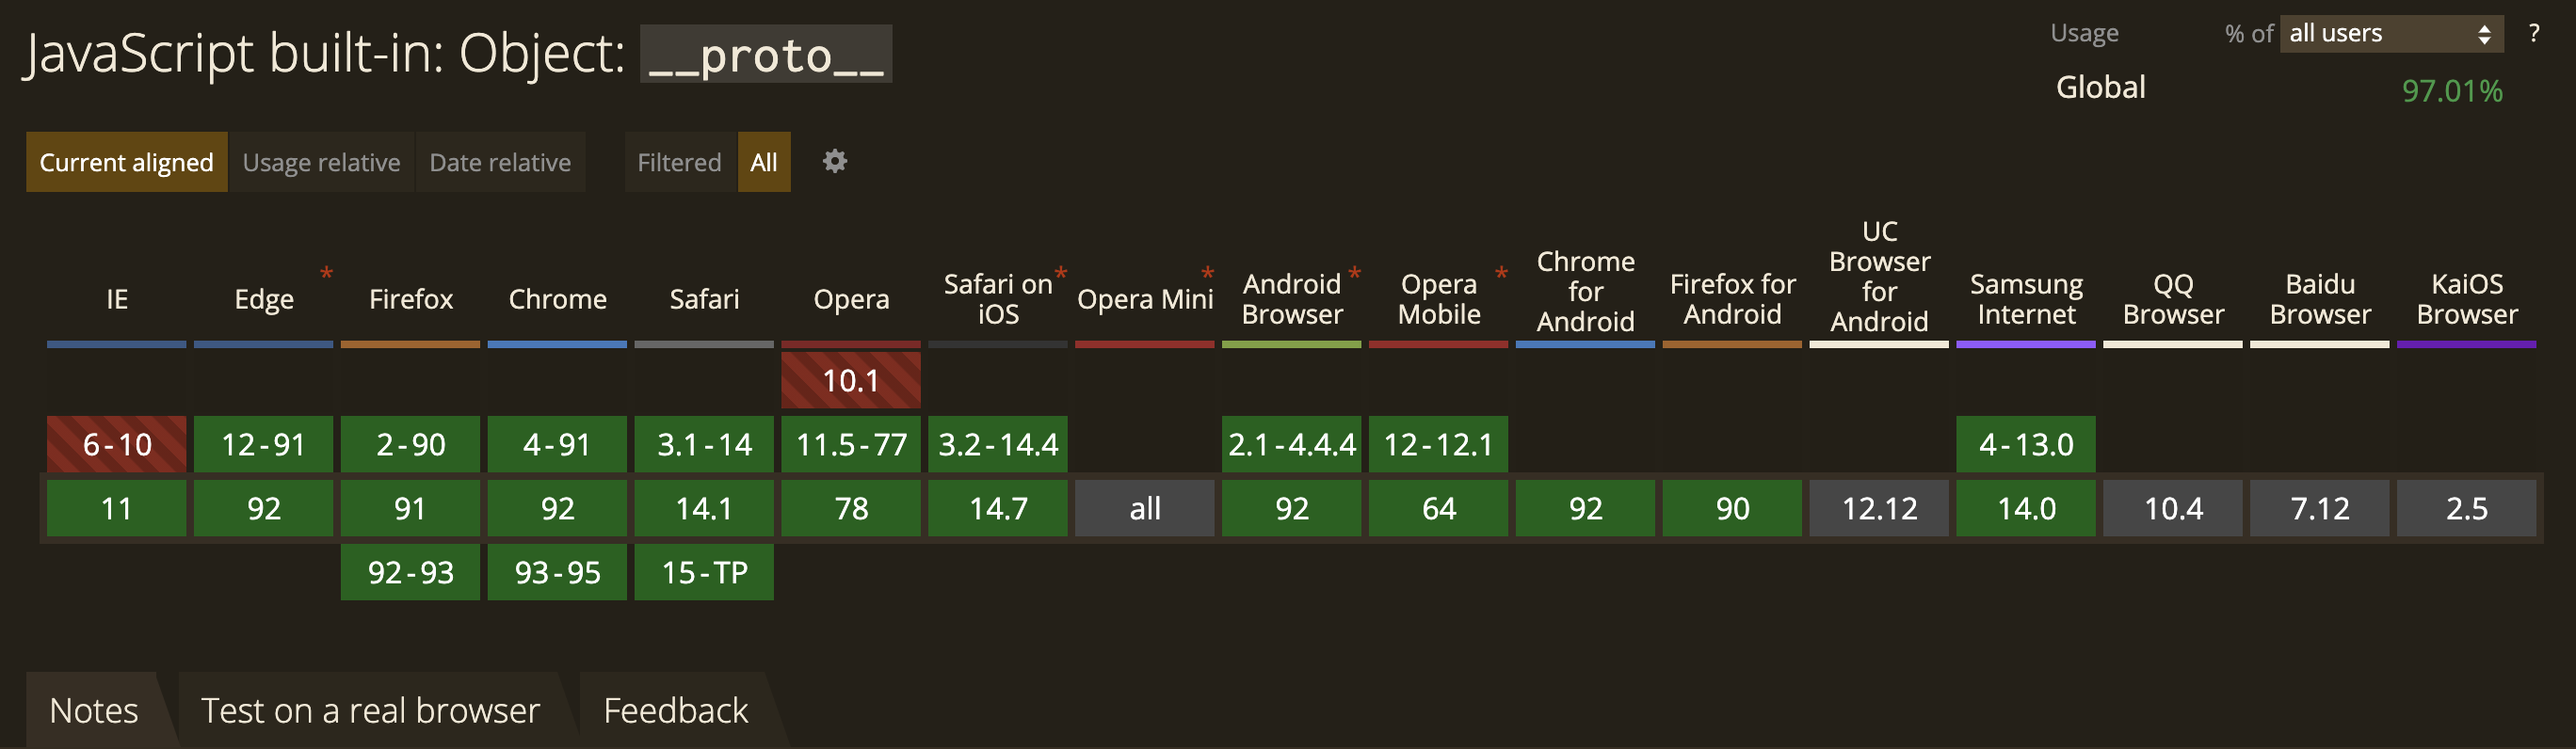 JavaScript built-in: Object: __proto__
Usage % of all users ?
Global 97.01%
Current aligned Usage relative Date relative Filtered All
IE
Edge *
Firefox
Chrome
Safari
Opera
Safari on *
iOS
Opera Mini *
Android *
Browser
Opera *
Mobile
Chrome
for
Android
Firefox for
Android
UC
Browser
for
Android
Samsung
Internet
QQ
Browser
Baidu
Browser
KaiOS
Browser
10.1
6-10 12-91 2-90 4-91 3.1-14 11.5-77 3.2-14.4 2.1-4.4.4 12-12.1 4-13.0
11 92 91 92 14.1 78 14.7 all 92 64 92 90 12.12 14.0 10.4 7.12 2.5
92-93 93-95 15-TP
Notes Test on a real browser Feedback